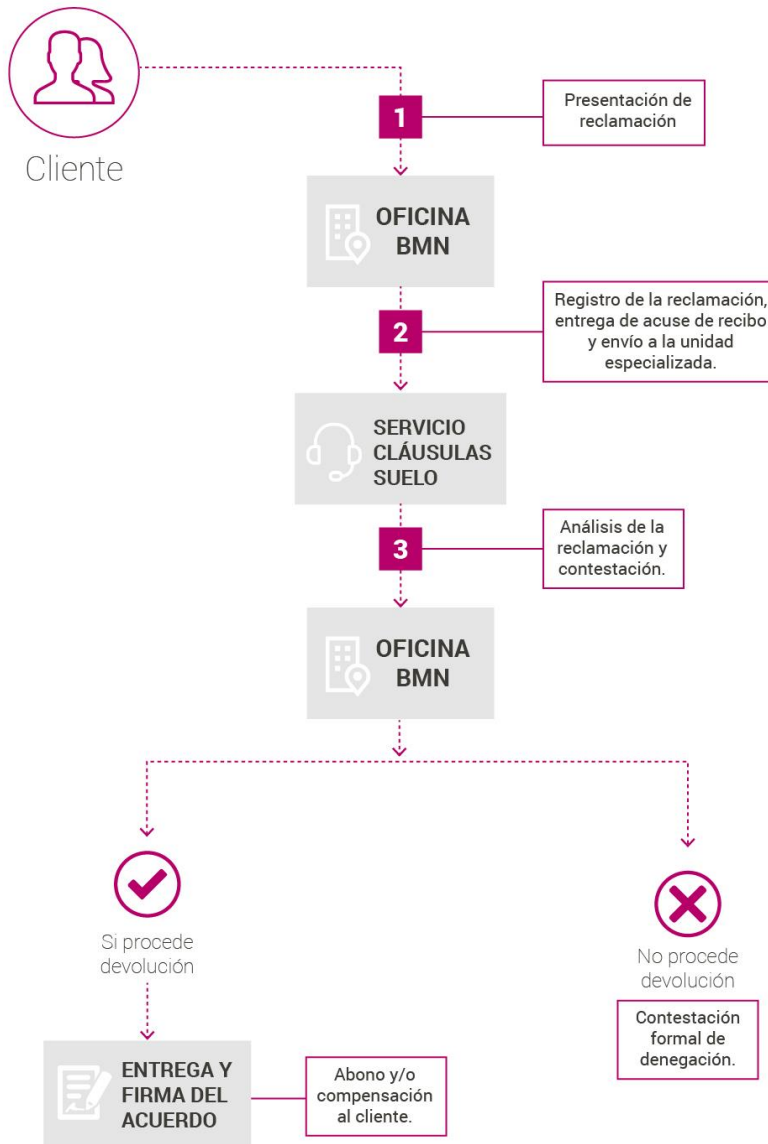 Cliente
1
Presentación de
reclamación
OFICINA
BMN
2
Registro de la reclamación,
entrega de acuse de recibo
y envío a la unidad
especializada.
SERVICIO
CLÁUSULAS
SUELO
3
Análisis de la
reclamación y
contestación.
OFICINA
BMN
Si procede
devolución
No procede
devolución
Contestación
formal de
denegación.
ENTREGA Y
FIRMA DEL
ACUERDO
Abono y/o
compensación
al cliente.